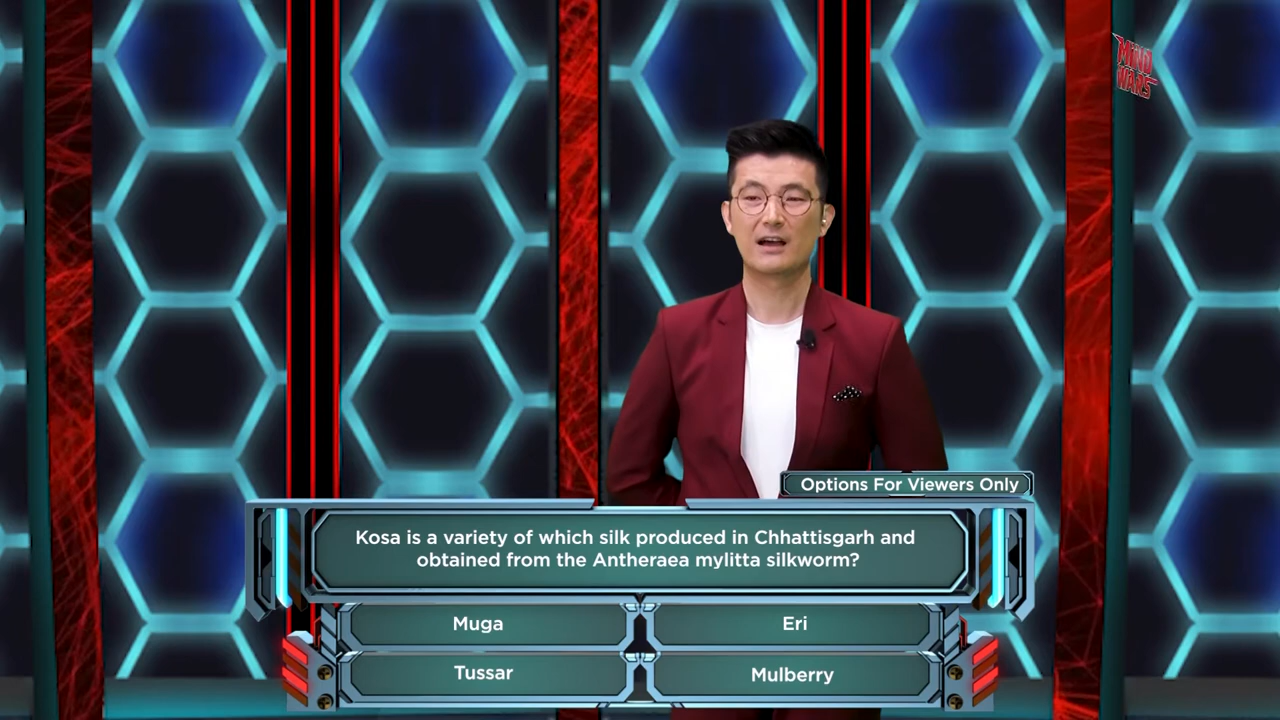 MIND
WARS
Options For Viewers Only
Kosa is a variety of which silk produced in Chhattisgarh and
obtained from the Antheraea mylitta silkworm?
Muga
Eri
Tussar
Mulberry